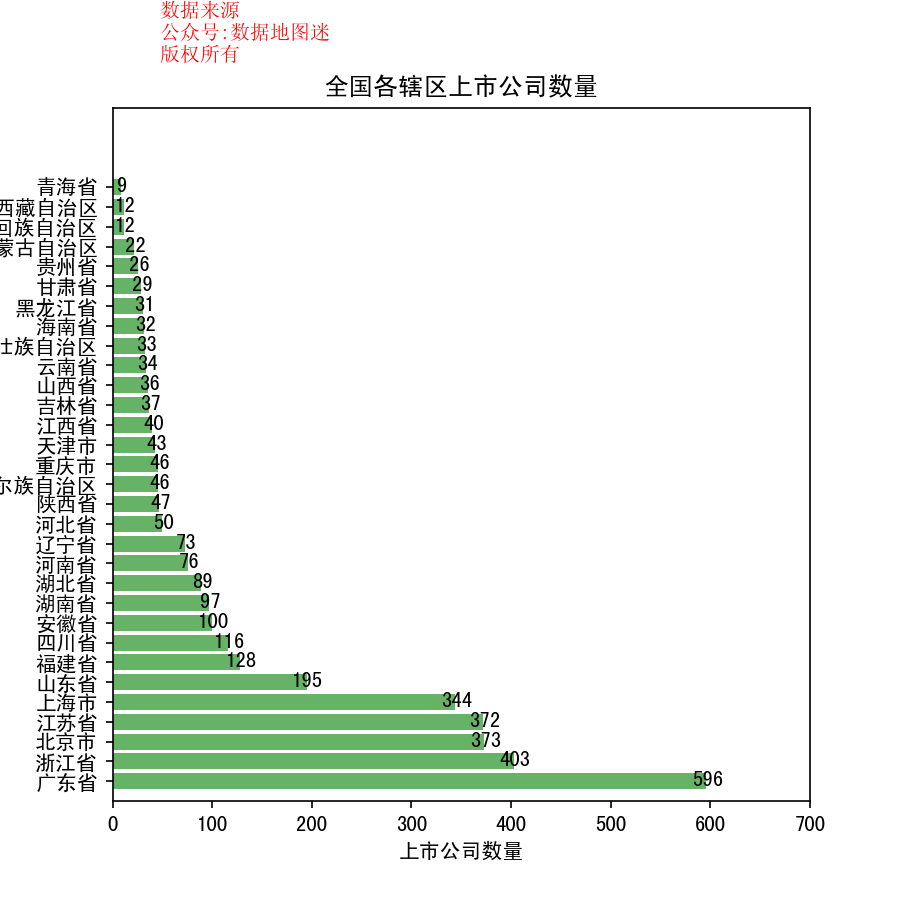 数据来源
公众号:数据地图迷
版权所有
全国各辖区上市公司数量
青海省 9
西藏自治区 12
回族自治区 12
蒙古自治区 22
贵州省 26
甘肃省 29
黑龙江省 31
海南省 32
壮族自治区 33
云南省 34
山西省 36
吉林省 37
江西省 40
天津市 43
重庆市 46
尔族自治区 46
陕西省 47
河北省 50
辽宁省 73
河南省 76
湖北省 89
湖南省 97
安徽省 100
四川省 116
福建省 128
山东省 195
上海市 344
江苏省 372
北京市 373
浙江省 403
广东省 596
0 100 200 300 400 500 600 700
上市公司数量